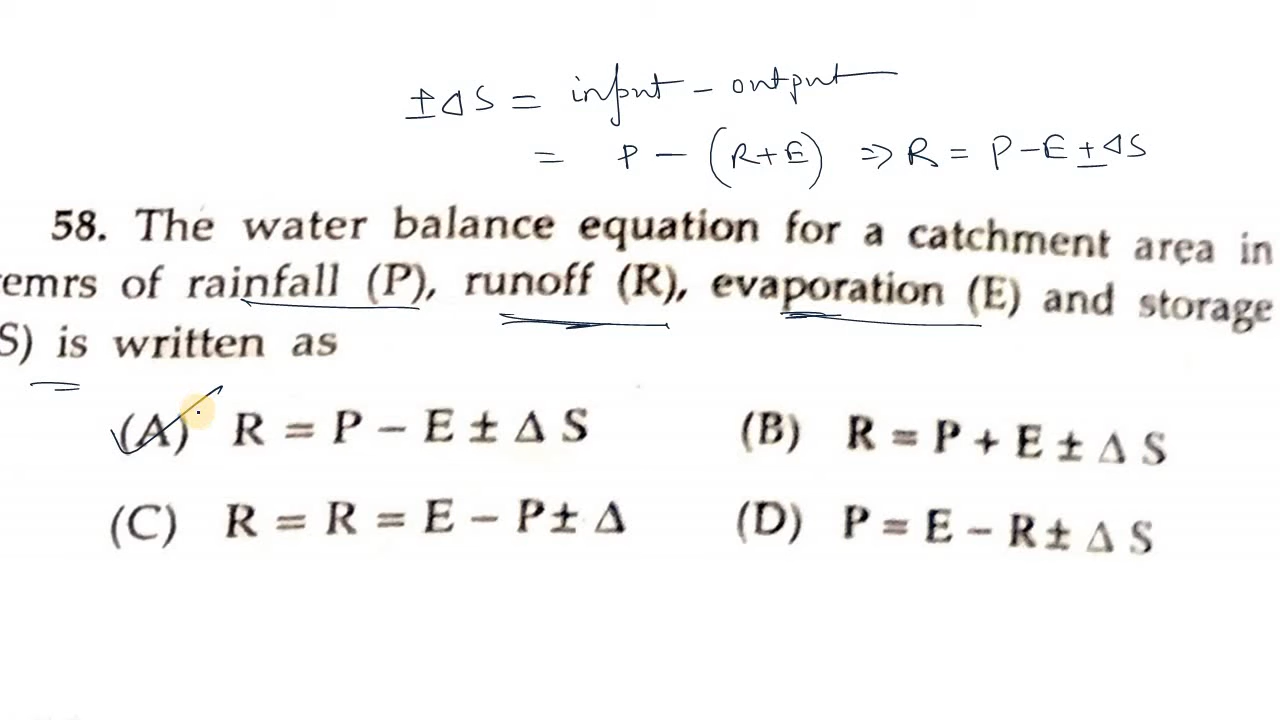 ±ΔS = input - output
= P - (R+E) ⇒ R = P-E±ΔS
58. The water balance equation for a catchment area in
emrs of rainfall (P), runoff (R), evaporation (E) and storage
S) is written as
(A) R = P – E ± Δ S (B) R = P + E ± Δ S
(C) R = R = E – P± Δ (D) P = E – R± Δ S